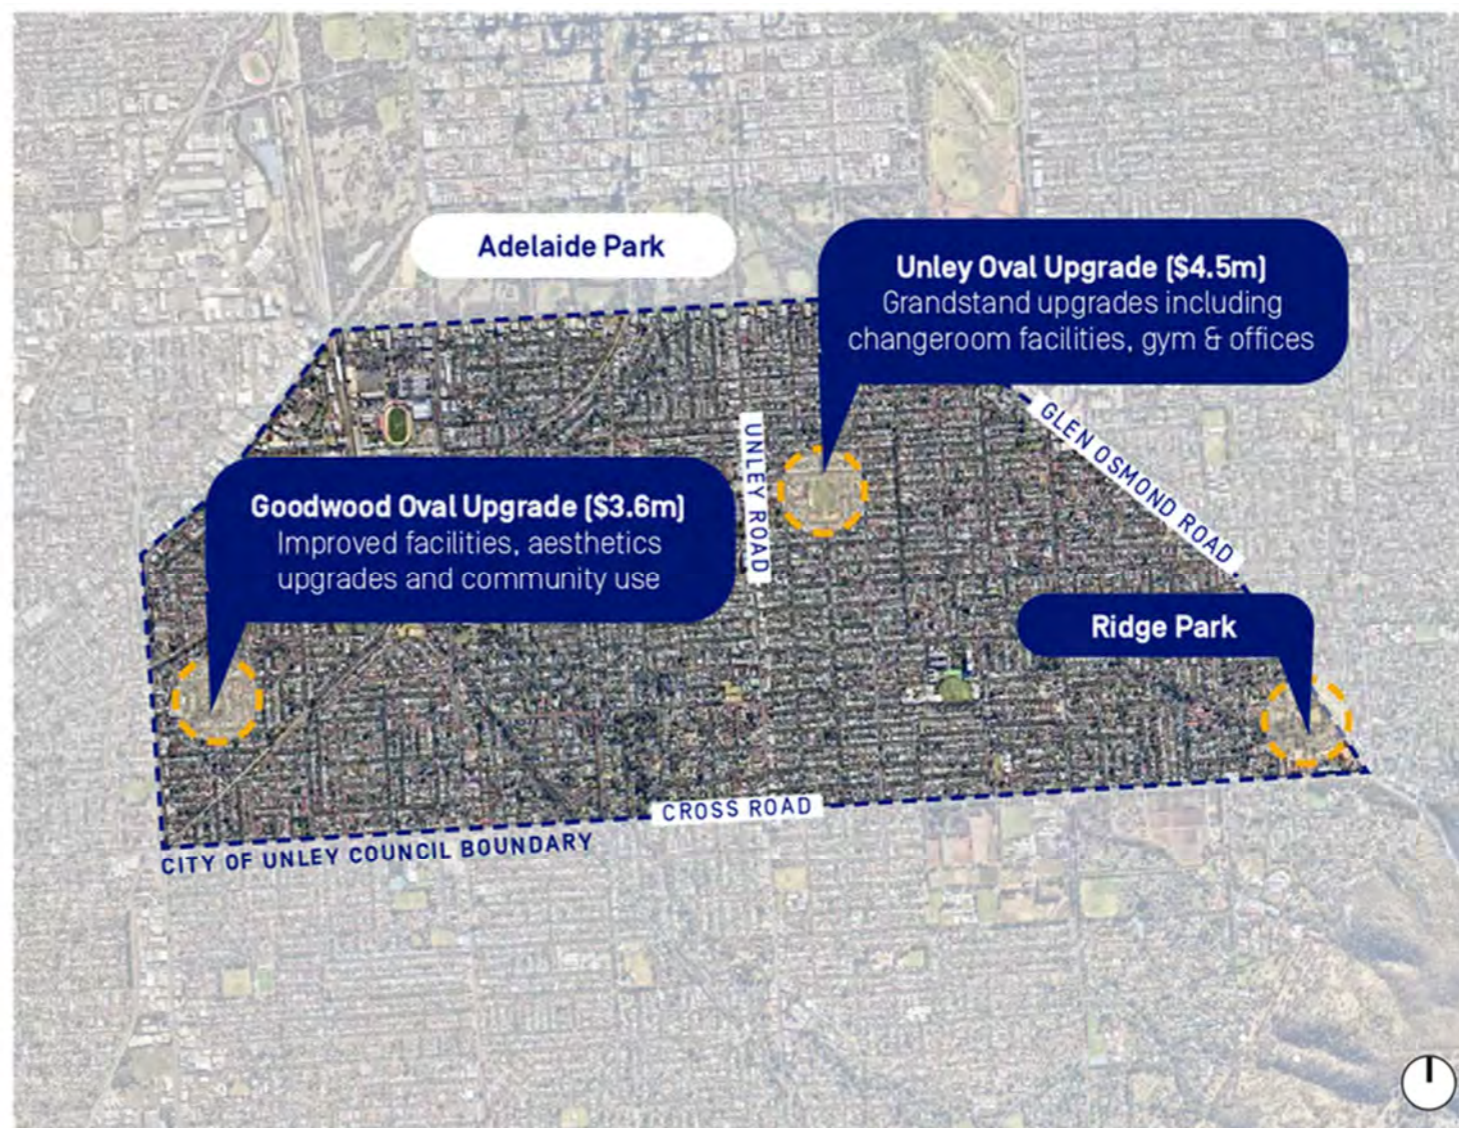 Adelaide Park
Unley Oval Upgrade ($4.5m)
Grandstand upgrades including
changeroom facilities, gym & offices
GLEN OSMOND ROAD
UNLEY ROAD
Goodwood Oval Upgrade ($3.6m)
Improved facilities, aesthetics
upgrades and community use
Ridge Park
CROSS ROAD
CITY OF UNLEY COUNCIL BOUNDARY